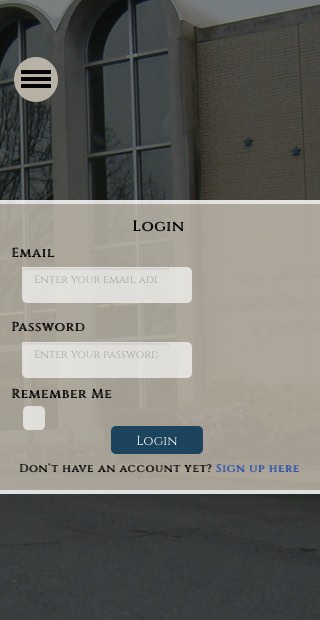 Login
Email
Enter your email ade
Password
Enter your password
Remember Me
Login
Don't have an account yet? Sign up here